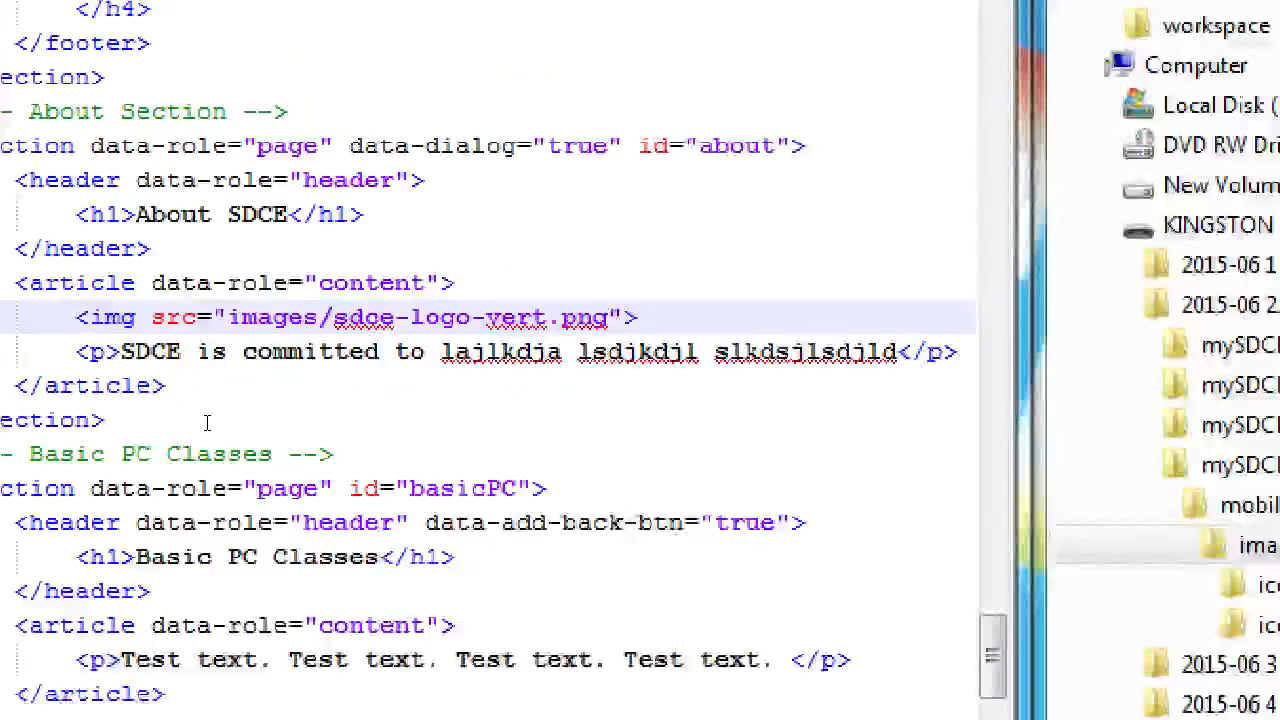 </h4>
</footer>
ection>
- About Section -->
ction data-role="page" data-dialog="true" id="about">
<header data-role="header">
<h1>About SDCE</h1>
</header>
<article data-role="content">
<img src="images/sdce-logo-vert.png">
<p>SDCE is committed to lajlkdja lsdjkdjl slkdsjlsdjld</p>
</article>
ection>
- Basic PC Classes -->
ction data-role="page" id="basicPC">
<header data-role="header" data-add-back-btn="true">
<h1>Basic PC Classes</h1>
</header>
<article data-role="content">
<p>Test text. Test text. Test text. Test text. </p>
</article>
workspace
Computer
Local Disk (
DVD RW Dri
New Volum
KINGSTON
2015-06 1
2015-06 2
mySDC
mySDC
mySDC
mySDC
mobil
ima
ic
ic
2015-06 3
2015-06 4